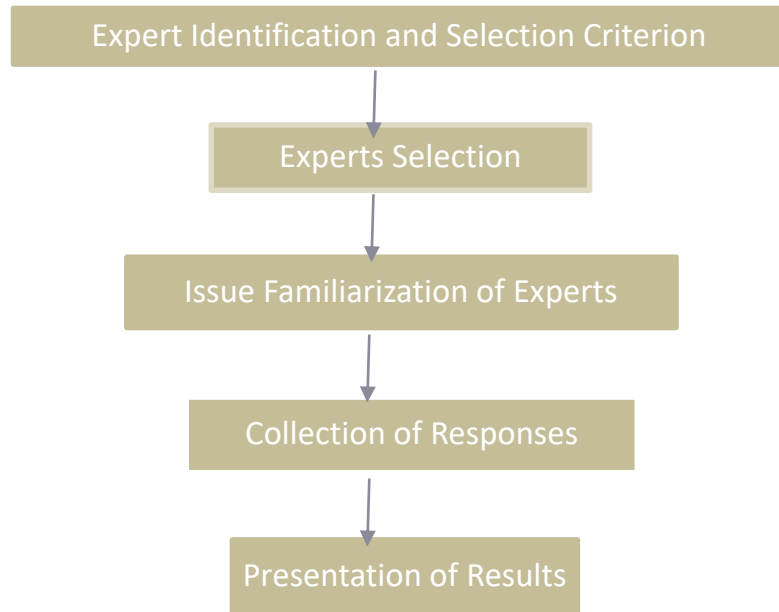 Expert Identification and Selection Criterion
Experts Selection
Issue Familiarization of Experts
Collection of Responses
Presentation of Results